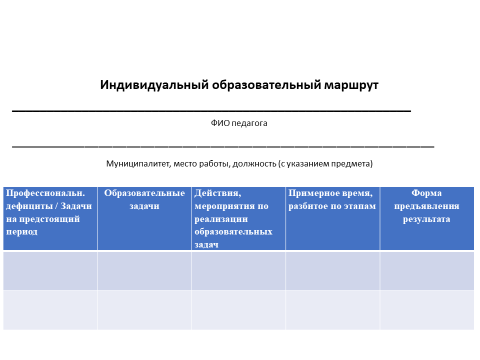 Индивидуальный образовательный маршрут
ФИО педагога
Муниципалитет, место работы, должность (с указанием предмета)
Профессиональн.
дефициты / Задачи
на предстоящий
период
Образовательные
задачи
Действия,
мероприятия по
реализации
образовательных
задач
Примерное время,
разбитое по этапам
Форма
предъявления
результата